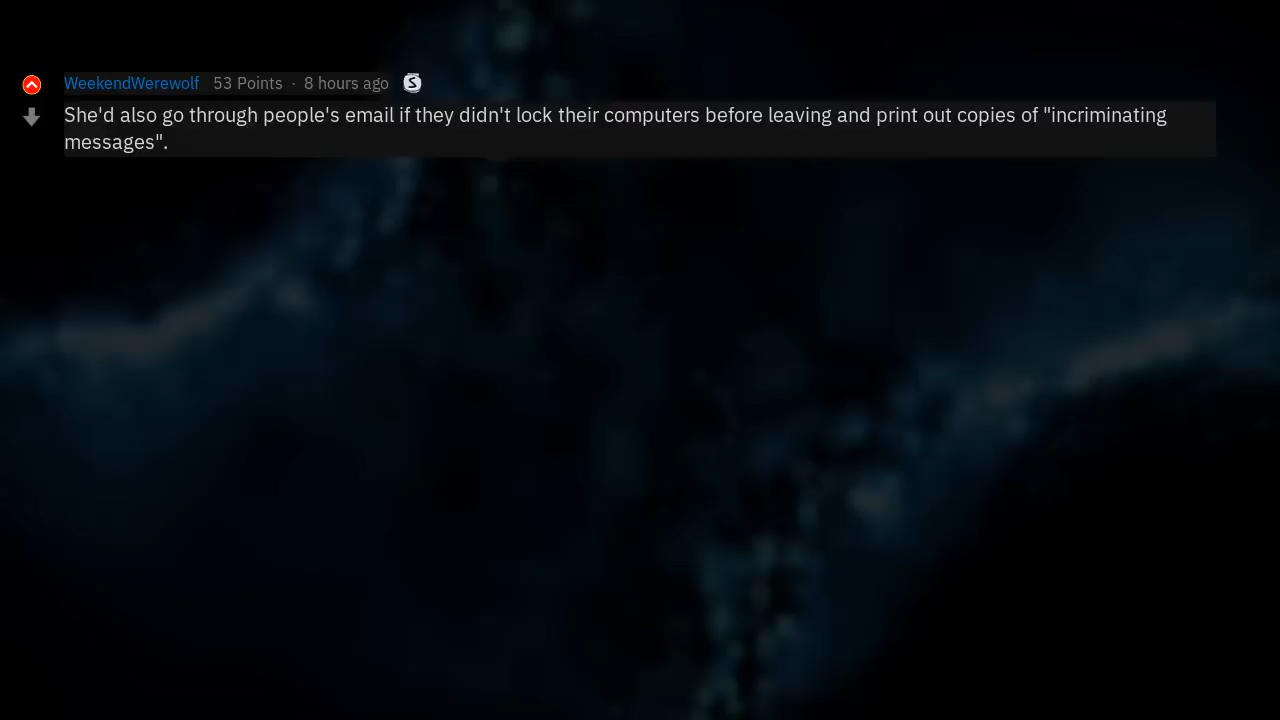 WeekendWerewolf 53 Points · 8 hours ago S
She'd also go through people's email if they didn't lock their computers before leaving and print out copies of "incriminating
messages".